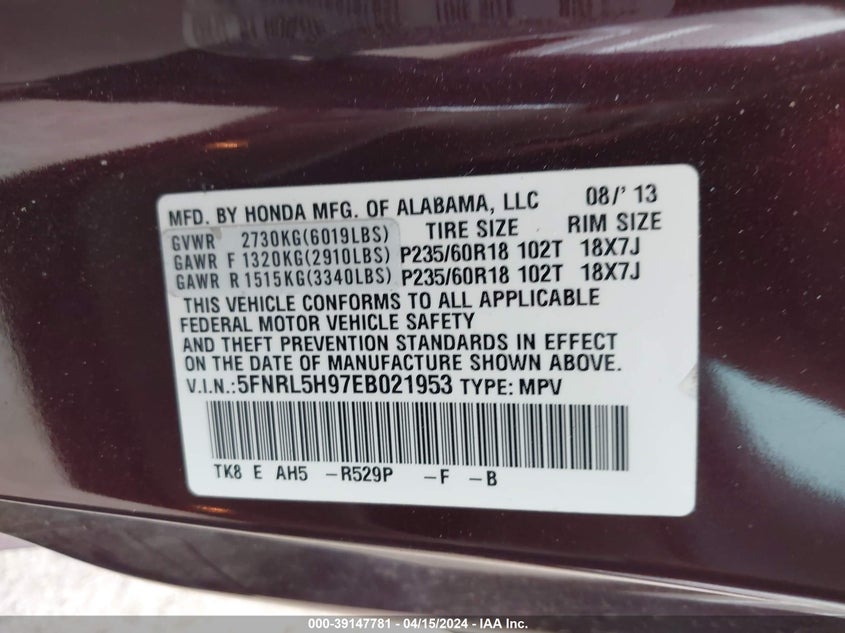 MFD. BY HONDA MFG. OF ALABAMA, LLC 08/' 13
GVWR 2730KG(6019LBS) TIRE SIZE RIM SIZE
GAWR F 1320KG(2910LBS) P235/60R18 102T 18X7J
GAWR R 1515KG(3340LBS) P235/60R18 102T 18X7J
THIS VEHICLE CONFORMS TO ALL APPLICABLE
FEDERAL MOTOR VEHICLE SAFETY
AND THEFT PREVENTION STANDARDS IN EFFECT
ON THE DATE OF MANUFACTURE SHOWN ABOVE.
V.I.N.:5FNRL5H97EB021953 TYPE: MPV
TK8 E AH5 -R529P -F -B
000-39147781 - 04/15/2024 - IAA Inc.